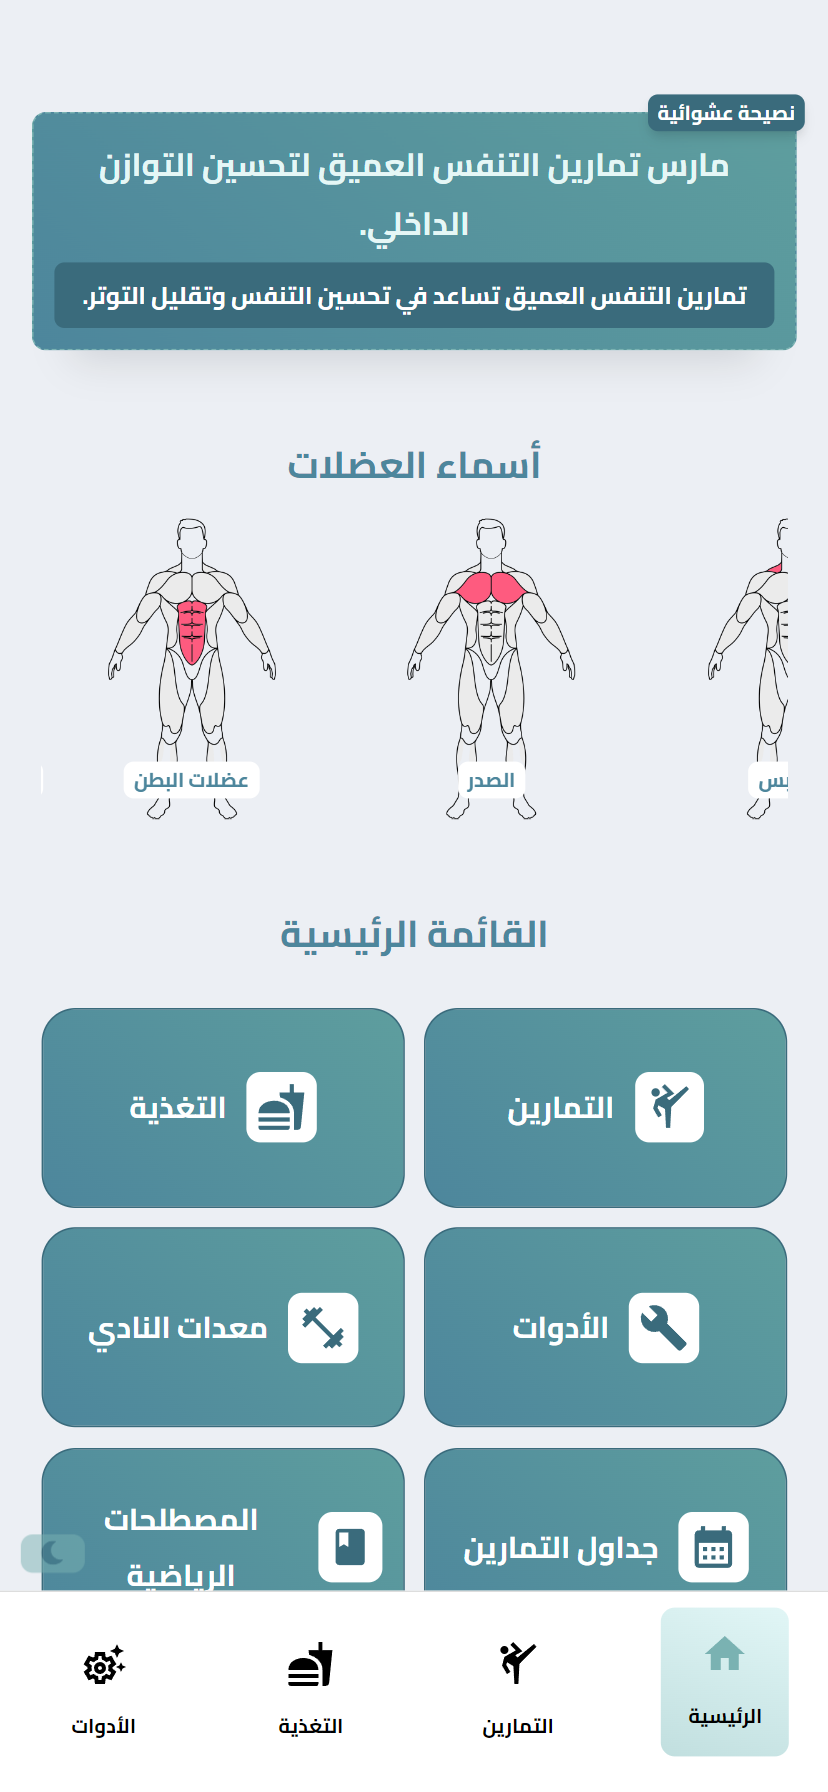 نصيحة عشوائية
مارس تمارين التنفس العميق لتحسين التوازن
الداخلي.
تمارين التنفس العميق تساعد في تحسين التنفس وتقليل التوتر.
أسماء العضلات
الصدر
عضلات البطن
القائمة الرئيسية
التمارين
التغذية
الأدوات
معدات النادي
جداول التمارين
المصطلحات
الرياضية
الرئيسية
التمارين
التغذية
الأدوات